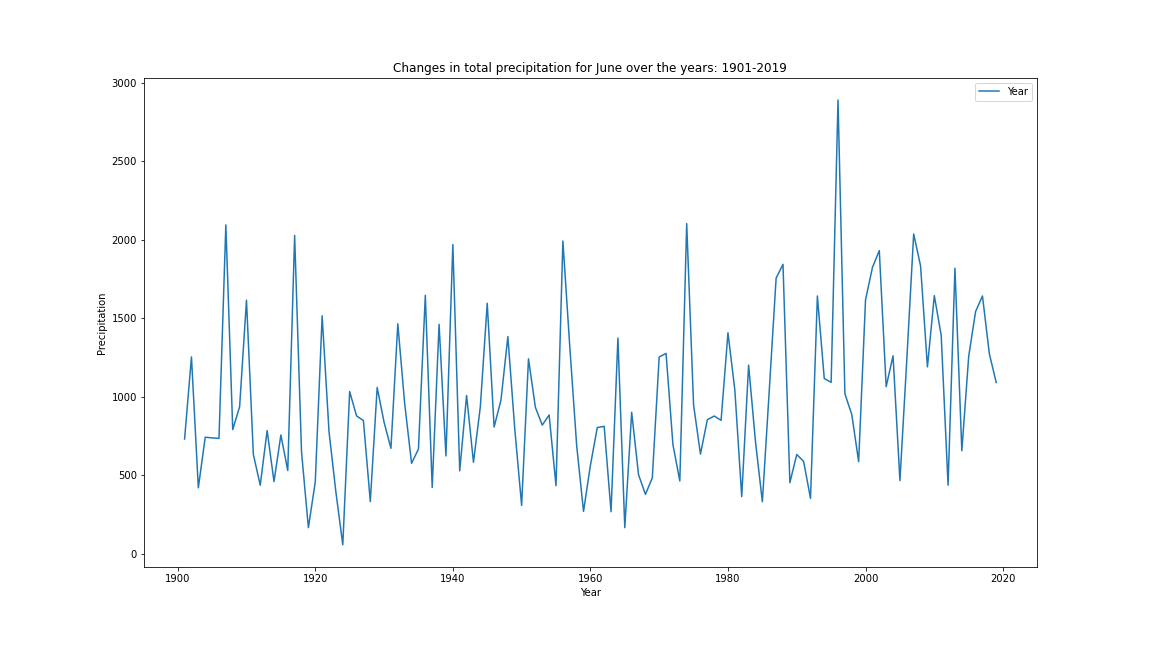 Changes in total precipitation for June over the years: 1901-2019
Year
3000
2500
2000
1500
1000
500
0
Precipitation
1900 1920 1940 1960 1980 2000 2020
Year